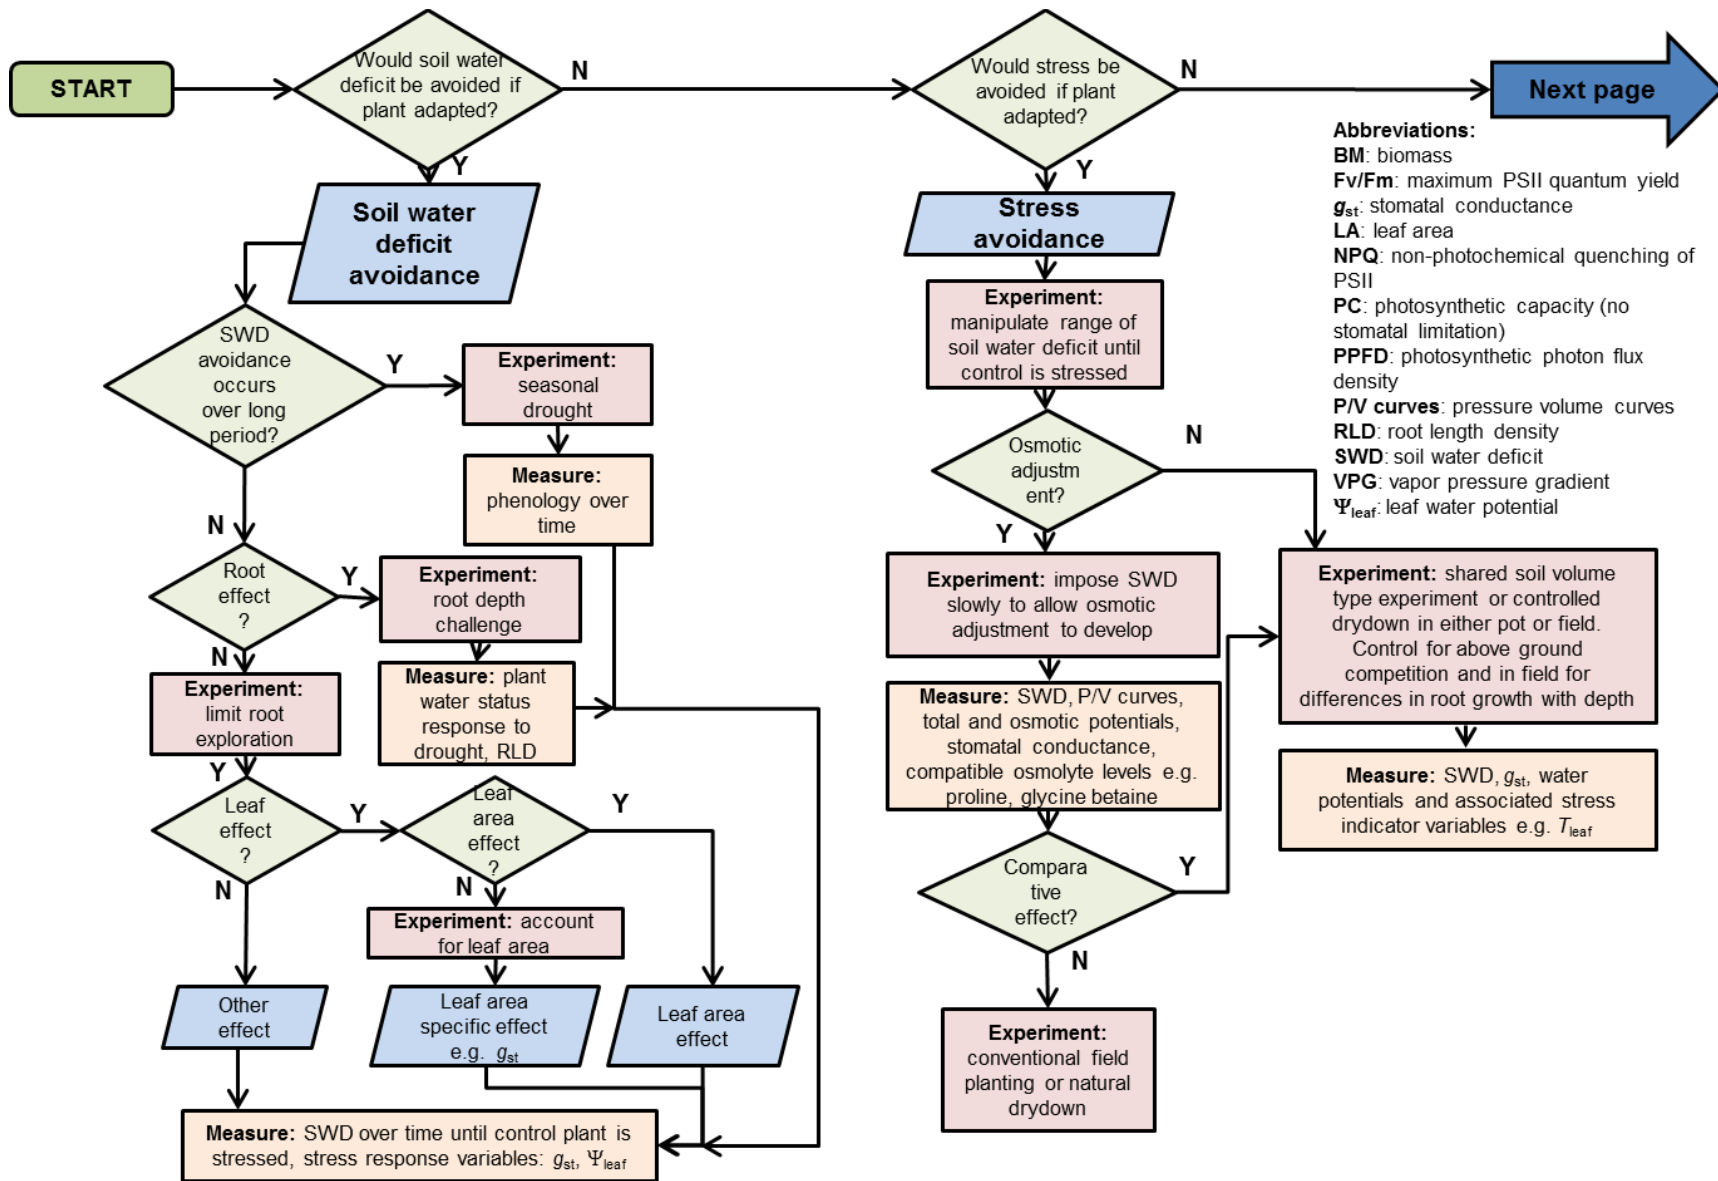 START
Would soil water
deficit be avoided if
plant adapted?
N
Y
Would stress be
avoided if plant
adapted?
N
Y
Next page
Soil water
deficit
avoidance
SWD
avoidance
occurs
over long
period?
Y
N
Experiment:
seasonal
drought
Measure:
phenology over
time
Root
effect
?
Y
N
Experiment:
root depth
challenge
Measure: plant
water status
response to
drought, RLD
Experiment:
limit root
exploration
Y
Leaf
effect?
?
Y
N
Leaf
area
effect
?
Y
N
Experiment: account
for leaf area
Other
effect
Leaf area
specific effect
e.g. gst
Leaf area
effect
Measure: SWD over time until control plant is
stressed, stress response variables: gst, Ψleaf
Stress
avoidance
Experiment:
manipulate range of
soil water deficit until
control is stressed
Osmotic
adjustm
ent?
N
Y
Experiment: impose SWD
slowly to allow osmotic
adjustment to develop
Measure: SWD, P/V curves,
total and osmotic potentials,
stomatal conductance,
compatible osmolyte levels e.g.
proline, glycine betaine
Compara
tive
effect?
Y
N
Experiment:
conventional field
planting or natural
drydown
Abbreviations:
BM: biomass
Fv/Fm: maximum PSII quantum yield
gst: stomatal conductance
LA: leaf area
NPQ: non-photochemical quenching of
PSII
PC: photosynthetic capacity (no
stomatal limitation)
PPFD: photosynthetic photon flux
density
P/V curves: pressure volume curves
RLD: root length density
SWD: soil water deficit
VPG: vapor pressure gradient
Ψleaf: leaf water potential
Experiment: shared soil volume
type experiment or controlled
drydown in either pot or field.
Control for above ground
competition and in field for
differences in root growth with depth
Measure: SWD, gst, water
potentials and associated stress
indicator variables e.g. Tleaf